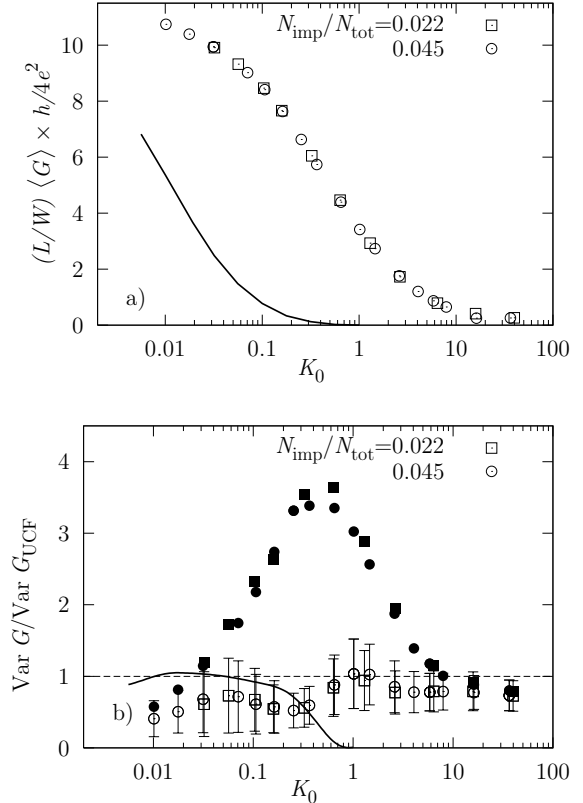 N_imp/N_tot=0.022
0.045
10
8
6
4
2
0
(L/W) ⟨G⟩ × h/4e²
a)
0.01 0.1 1 10 100
K₀
N_imp/N_tot=0.022
0.045
4
3
2
1
0
Var G/Var G_UCF
b)
0.01 0.1 1 10 100
K₀